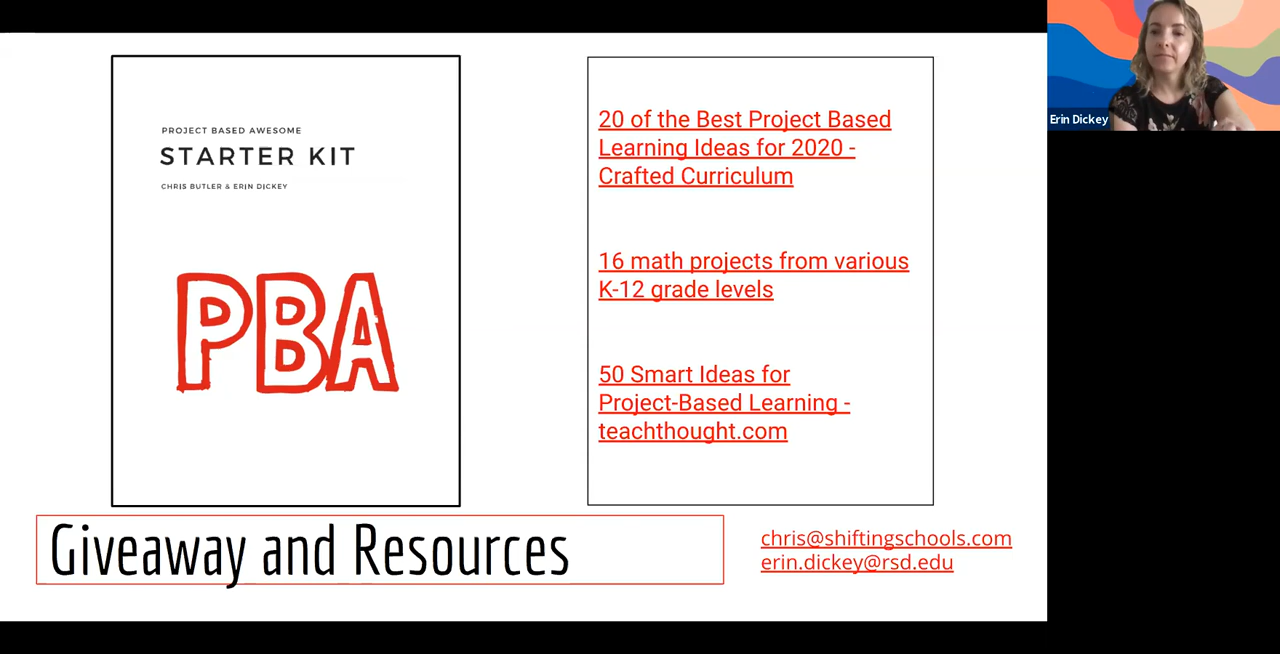 PROJECT BASED AWESOME
STARTER KIT
CHRIS BUTLER & ERIN DICKEY
PBA
20 of the Best Project Based
Learning Ideas for 2020 -
Crafted Curriculum
16 math projects from various
K-12 grade levels
50 Smart Ideas for
Project-Based Learning -
teachthought.com
Giveaway and Resources
chris@shiftingschools.com
erin.dickey@rsd.edu
Erin Dickey